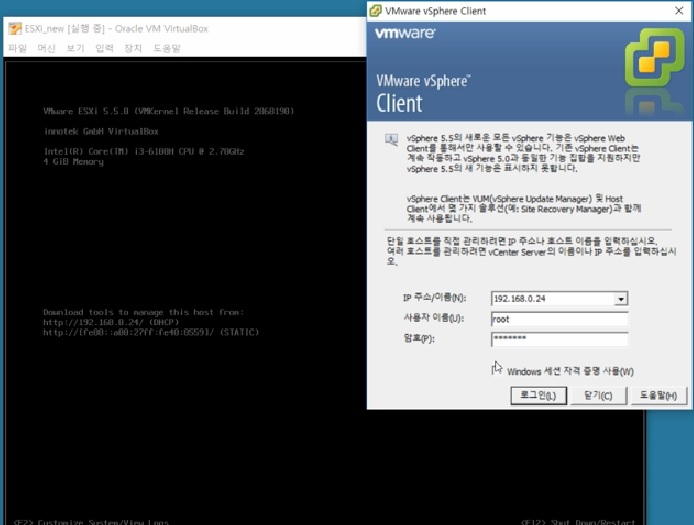 ESXi_new [실행 중] - Oracle VM VirtualBox
파일 머신 보기 입력 장치 도움말
VMware ESXi 5.5.0 (VMKernel Release Build 2068190)
innotek GmbH VirtualBox
Intel(R) Core(TM) i3-6100H CPU @ 2.70GHz
4 GiB Memory
Download tools to manage this host from:
http://192.168.0.24/ (DHCP)
http://[fe80::a00:27ff:fe40:8559]/ (STATIC)
<F2> Customize System/View Logs
<F12> Shut Down/Restart
VMware vSphere Client
vmware
VMware vSphere™
Client
vSphere 5.5의 새로운 모든 vSphere 기능은 vSphere Web
Client를 통해서만 사용할 수 있습니다. 기존 vSphere Client는
계속 작동하고 vSphere 5.0과 동일한 기능 집합을 지원하지만
vSphere 5.5의 새 기능은 표시하지 못합니다.
vSphere Client는 VUM(vSphere Update Manager) 및 Host
Client에서 몇 가지 솔루션(예: Site Recovery Manager)과 함께
계속 사용됩니다.
단일 호스트를 직접 관리하려면 IP 주소나 호스트 이름을 입력하십시오.
여러 호스트를 관리하려면 vCenter Server의 이름이나 IP 주소를 입력하십시
오.
IP 주소/이름(N): 192.168.0.24
사용자 이름(U): root
암호(P): *******
Windows 세션 자격 증명 사용(W)
로그인(L) 닫기(C) 도움말(H)